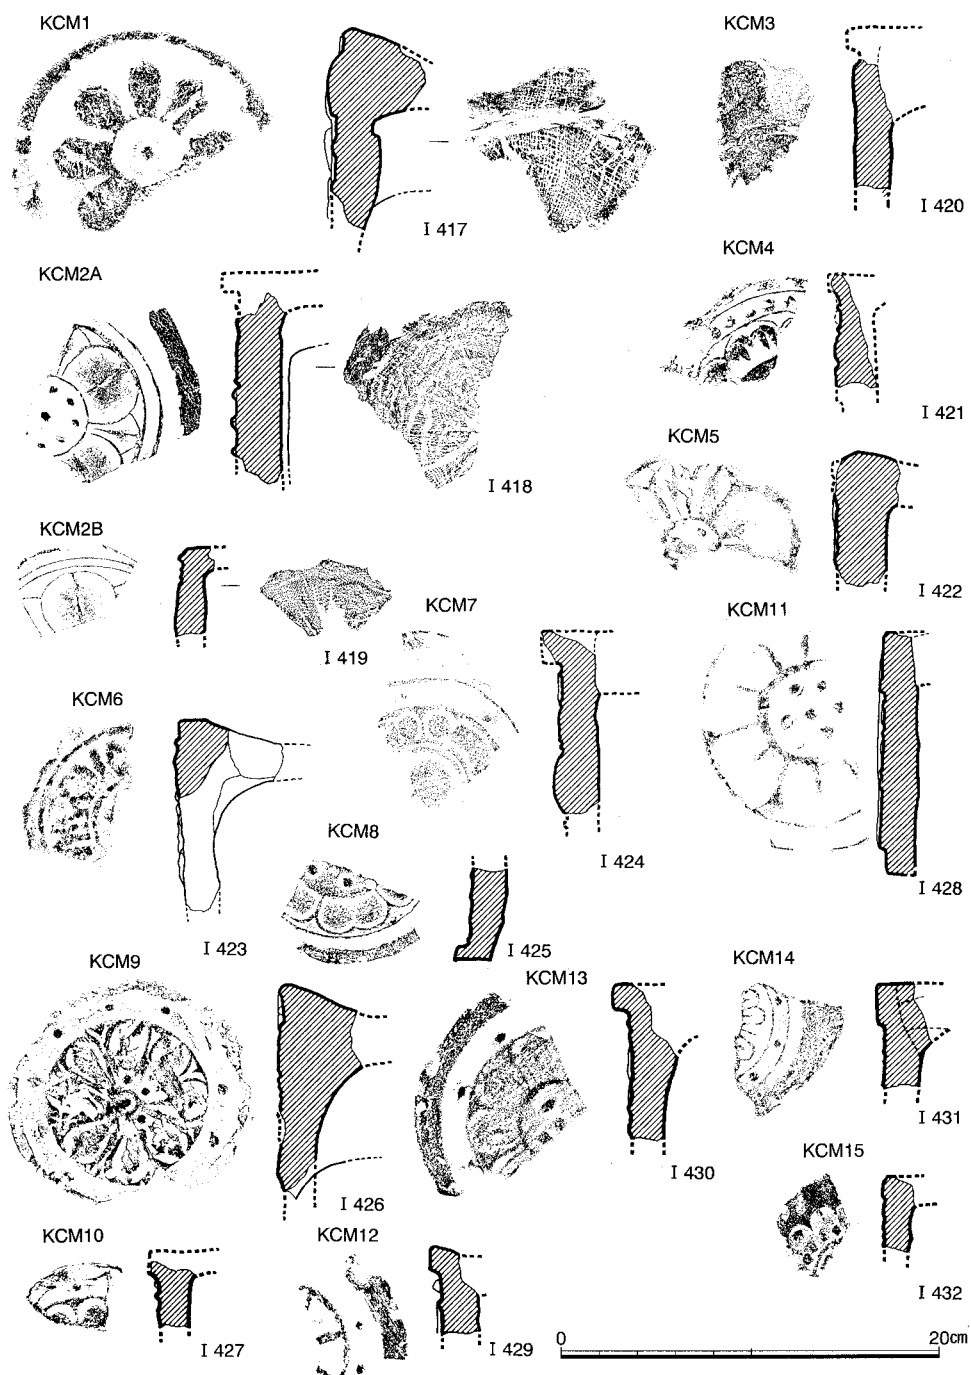 KCM1
KCM3
I 417
I 420
KCM2A
KCM4
I 421
I 418
KCM5
I 422
KCM2B
I 419
KCM7
KCM11
KCM6
I 424
I 428
KCM8
I 423
I 425
KCM9
KCM13
KCM14
I 431
I 430
I 426
KCM15
I 432
KCM10
KCM12
I 427
I 429
0
20cm